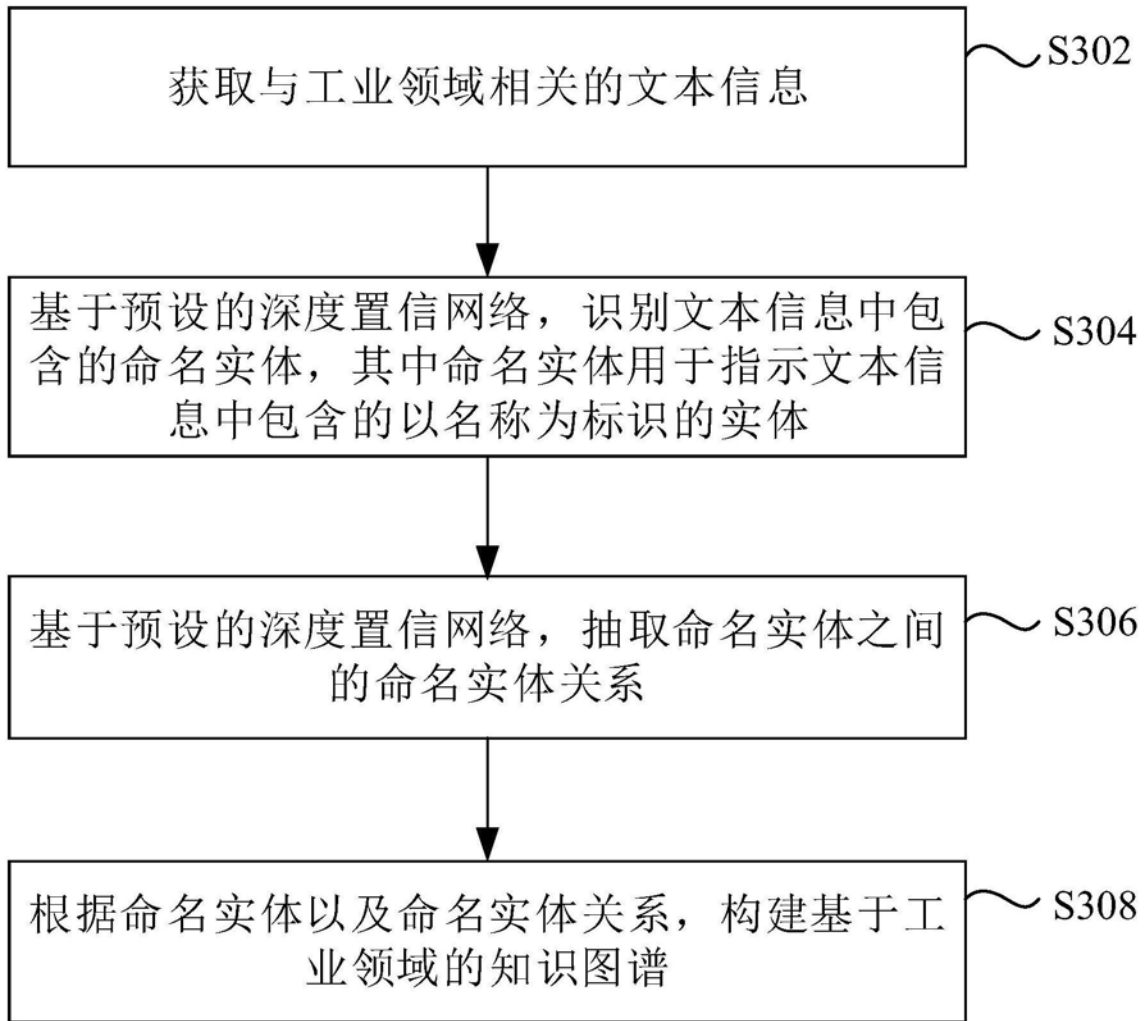 获取与工业领域相关的文本信息
S302
基于预设的深度置信网络，识别文本信息中包
含的命名实体，其中命名实体用于指示文本信
息中包含的以名称为标识的实体
S304
基于预设的深度置信网络，抽取命名实体之间
的命名实体关系
S306
根据命名实体以及命名实体关系，构建基于工
业领域的知识图谱
S308